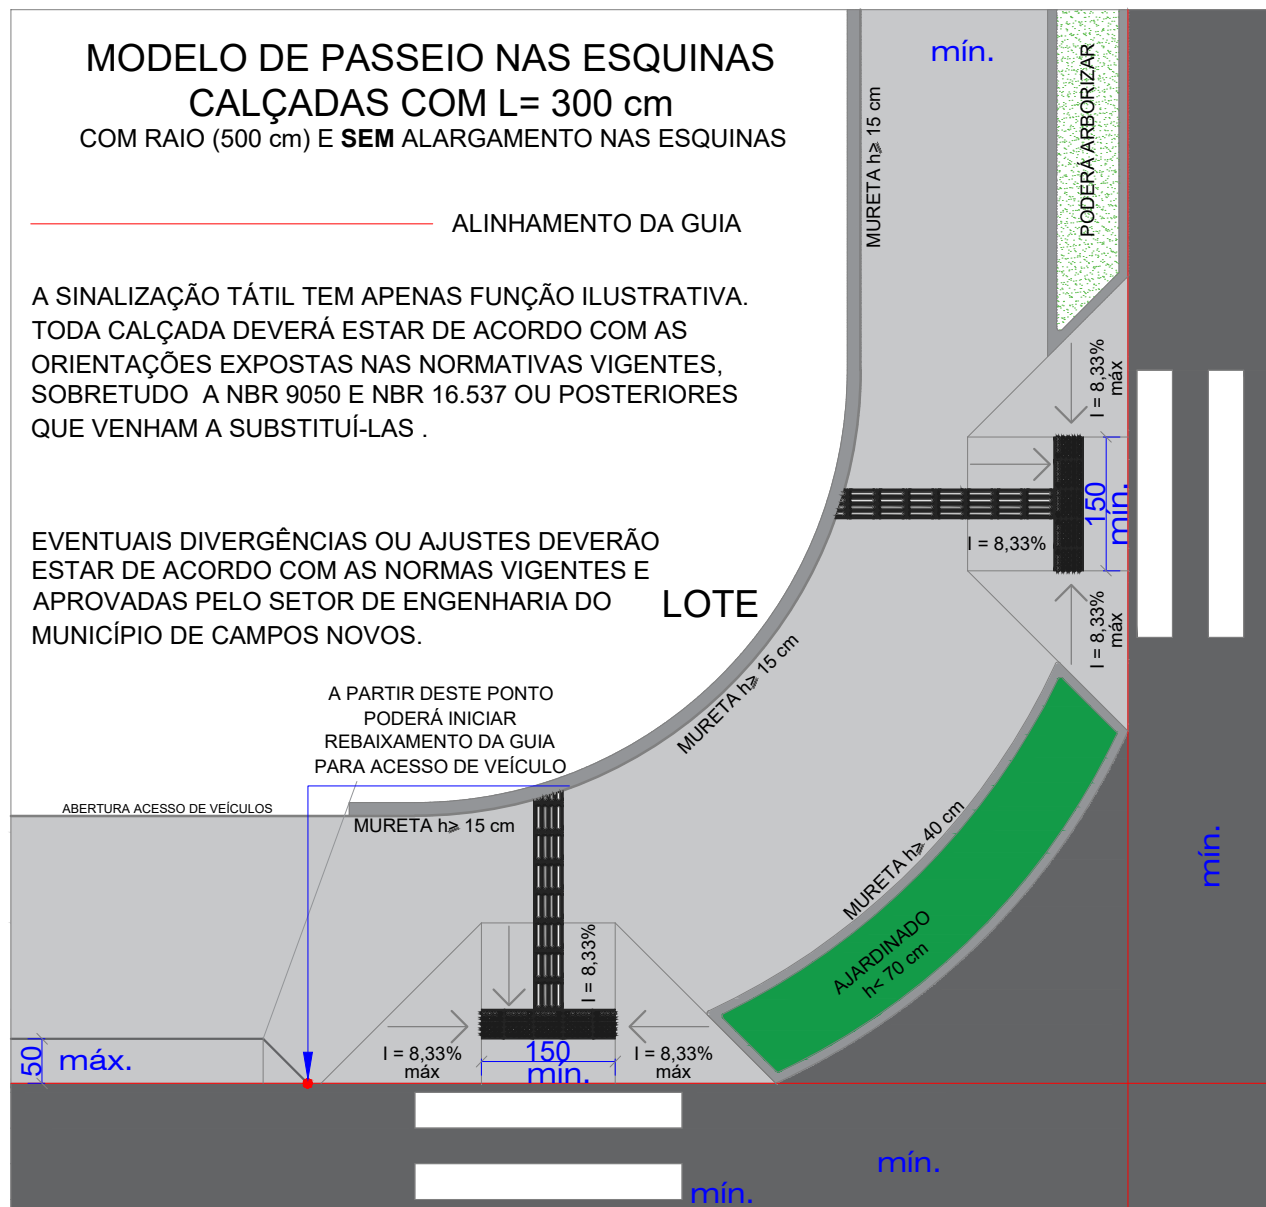 MODELO DE PASSEIO NAS ESQUINAS
CALÇADAS COM L= 300 cm
COM RAIO (500 cm) E SEM ALARGAMENTO NAS ESQUINAS
ALINHAMENTO DA GUIA
A SINALIZAÇÃO TÁTIL TEM APENAS FUNÇÃO ILUSTRATIVA.
TODA CALÇADA DEVERÁ ESTAR DE ACORDO COM AS
ORIENTAÇÕES EXPOSTAS NAS NORMATIVAS VIGENTES,
SOBRETUDO A NBR 9050 E NBR 16.537 OU POSTERIORES
QUE VENHAM A SUBSTITUÍ-LAS .
EVENTUAIS DIVERGÊNCIAS OU AJUSTES DEVERÃO
ESTAR DE ACORDO COM AS NORMAS VIGENTES E
APROVADAS PELO SETOR DE ENGENHARIA DO
MUNICÍPIO DE CAMPOS NOVOS.
LOTE
A PARTIR DESTE PONTO
PODERÁ INICIAR
REBAIXAMENTO DA GUIA
PARA ACESSO DE VEÍCULO
ABERTURA ACESSO DE VEÍCULOS
MURETA h⩾ 15 cm
mín.
MURETA h⩾ 15 cm
PODERÁ ARBORIZAR
I = 8,33%
máx
150
mín.
I = 8,33%
I = 8,33%
máx
MURETA h⩾ 15 cm
MURETA h⩾ 40 cm
AJARDINADO
h< 70 cm
mín.
I = 8,33%
I = 8,33%
máx
150
mín.
I = 8,33%
máx
50
máx.
mín.
mín.